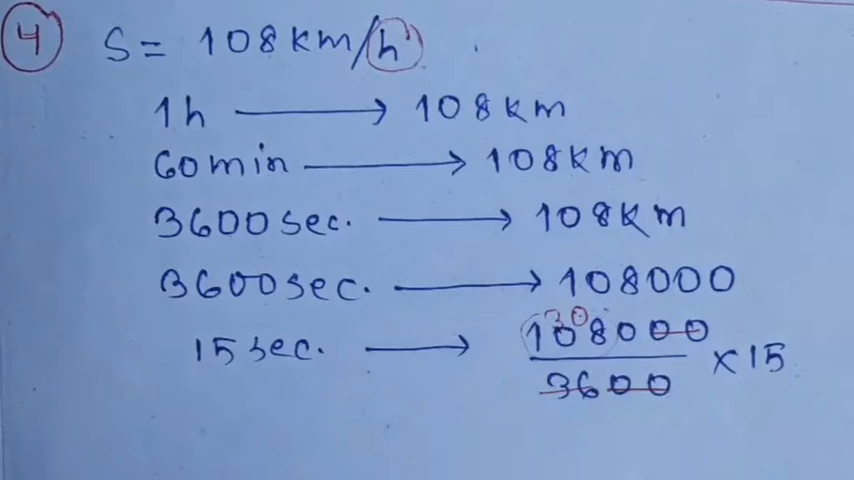 4 S = 108 km/h
1h → 108 km
60 min → 108 km
3600 sec. → 108 km
3600 sec. → 108000
30
15 sec. → 108000/3600 × 15